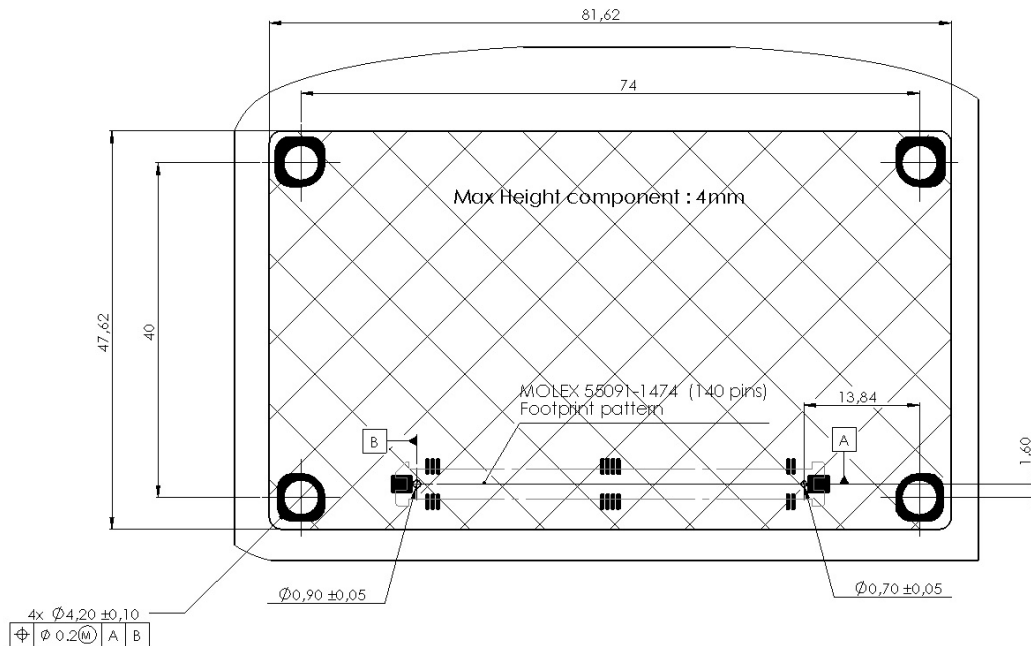 81,62
74
Max Height component : 4mm
47,62
40
MOLEX 55091-1474 (140 pins)
Footprint pattern
13,84
B
A
1,60
Ø0,90 ±0,05
Ø0,70 ±0,05
4x Ø4,20 ±0,10
⌖ Ø 0.2Ⓜ A B